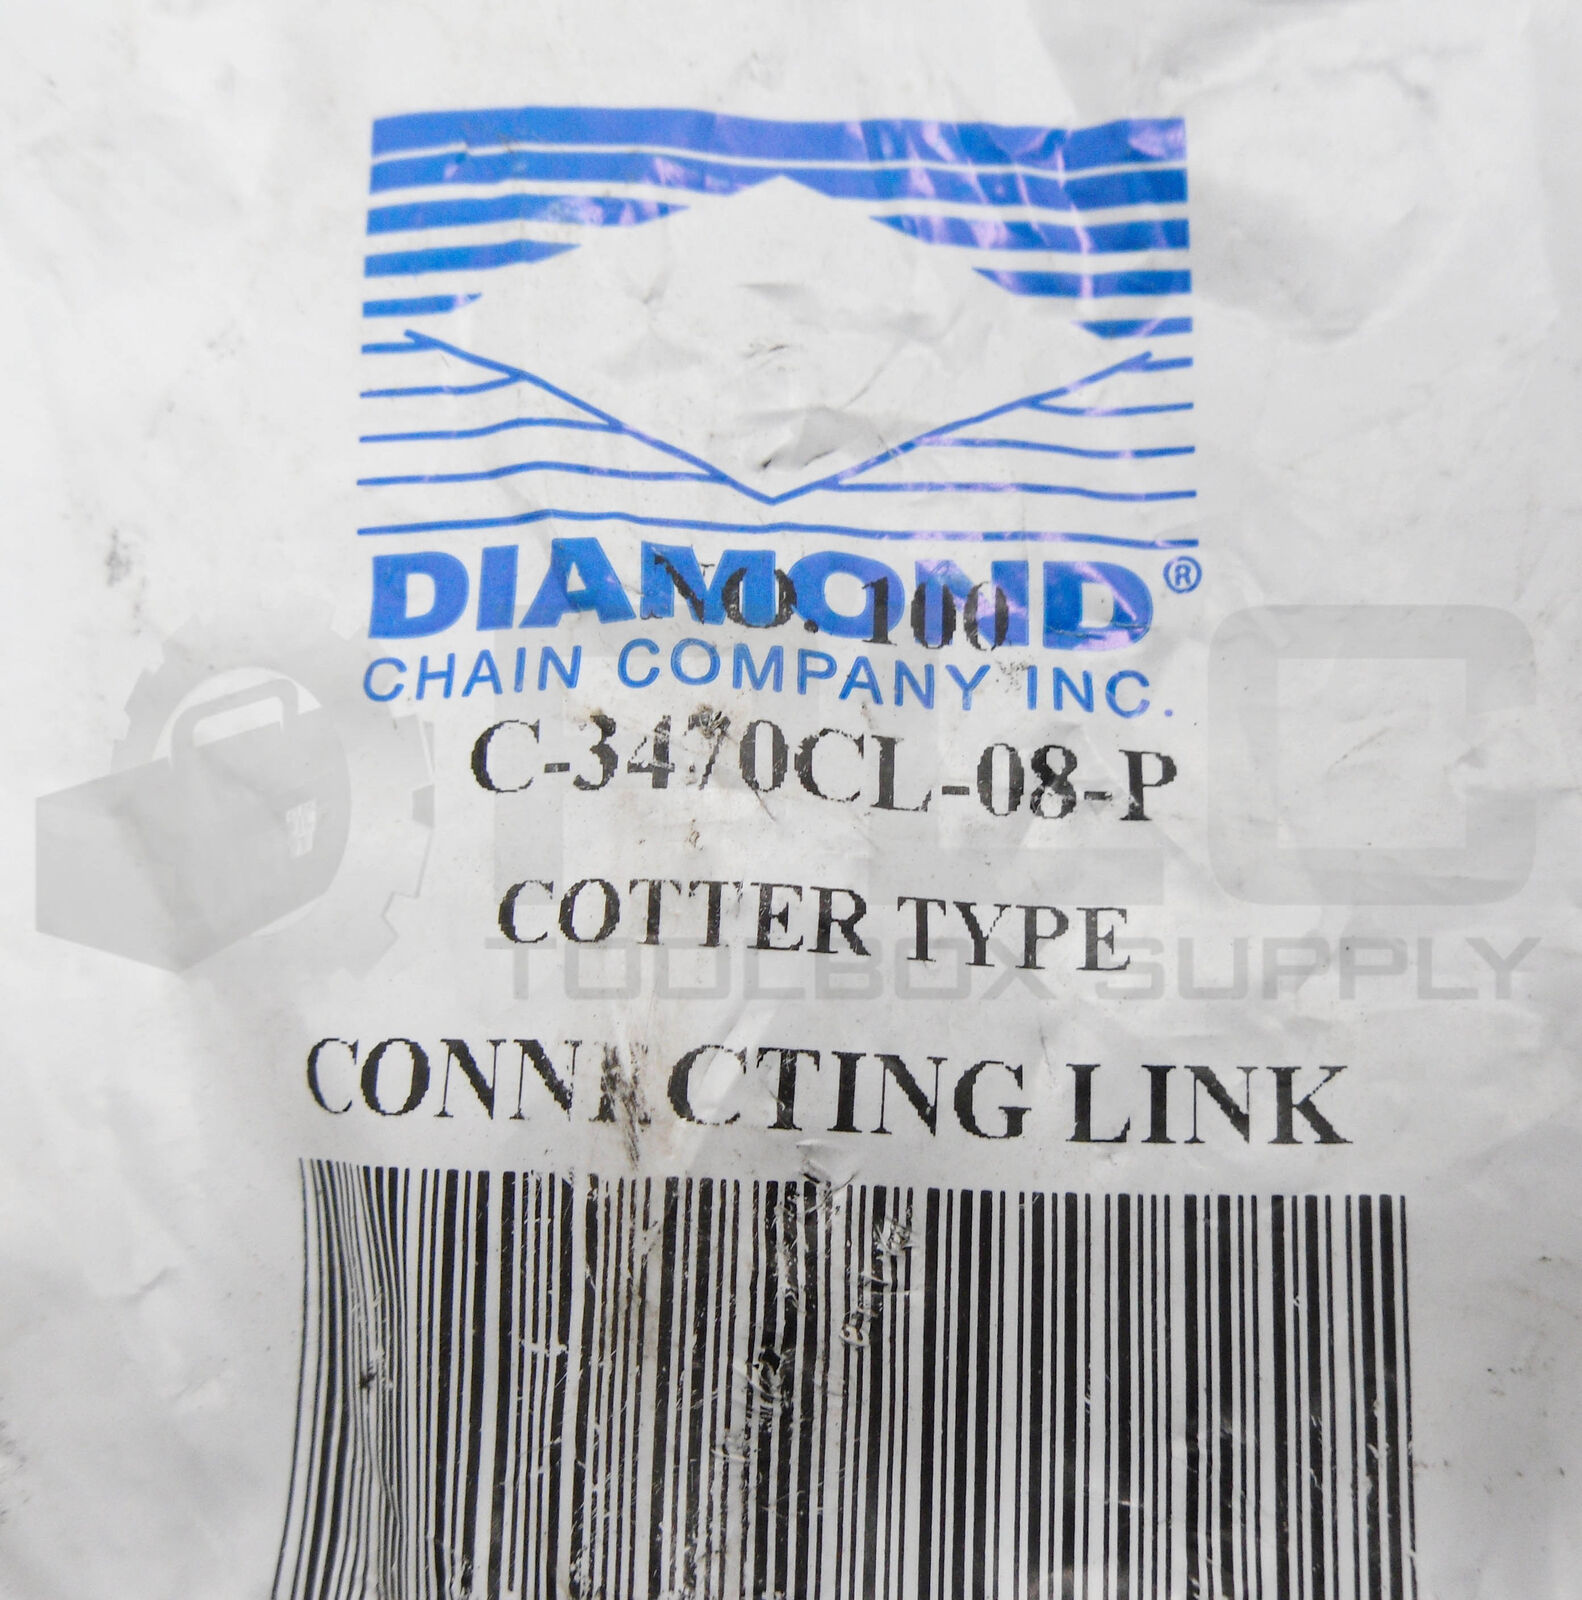 DIAMOND®
NO. 100
CHAIN COMPANY INC.
C-3470CL-08-P
COTTER TYPE
TOOLBOX SUPPLY
CONNECTING LINK